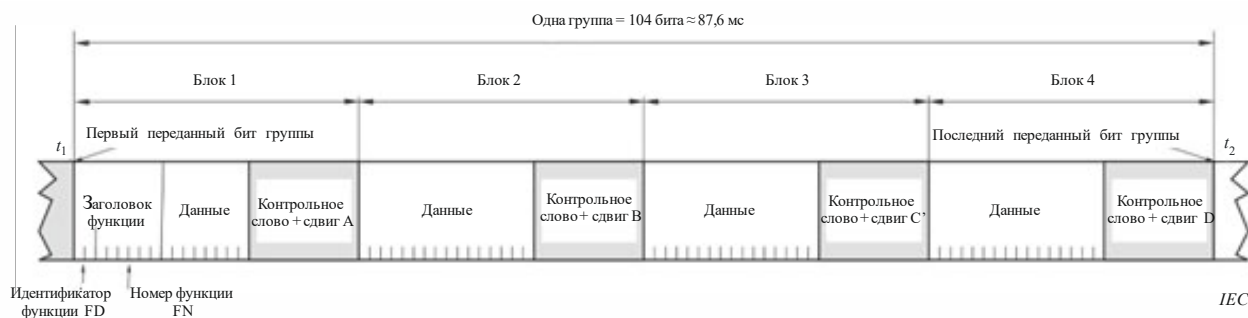 Одна группа = 104 бита ≈ 87,6 мс
Блок 1
Блок 2
Блок 3
Блок 4
t1
Первый переданный бит группы
Последний переданный бит группы
t2
Заголовок
функции
Данные
Контрольное
слово + сдвиг A
Данные
Контрольное
слово + сдвиг B
Данные
Контрольное
слово + сдвиг C'
Данные
Контрольное
слово + сдвиг D
Идентификатор
функции FD
Номер функции
FN
IEC